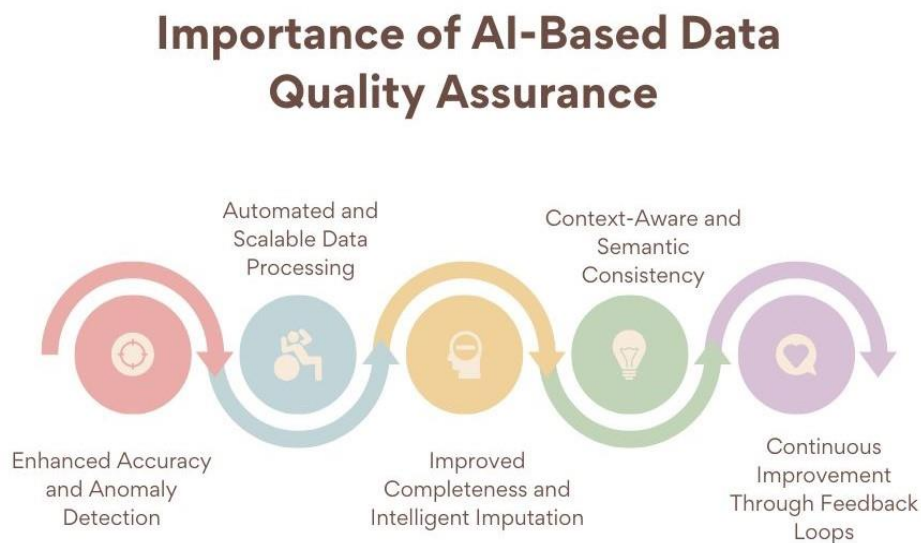 Importance of AI-Based Data
Quality Assurance
Automated and
Scalable Data
Processing
Context-Aware and
Semantic
Consistency
Enhanced Accuracy
and Anomaly
Detection
Improved
Completeness and
Intelligent Imputation
Continuous
Improvement
Through Feedback
Loops